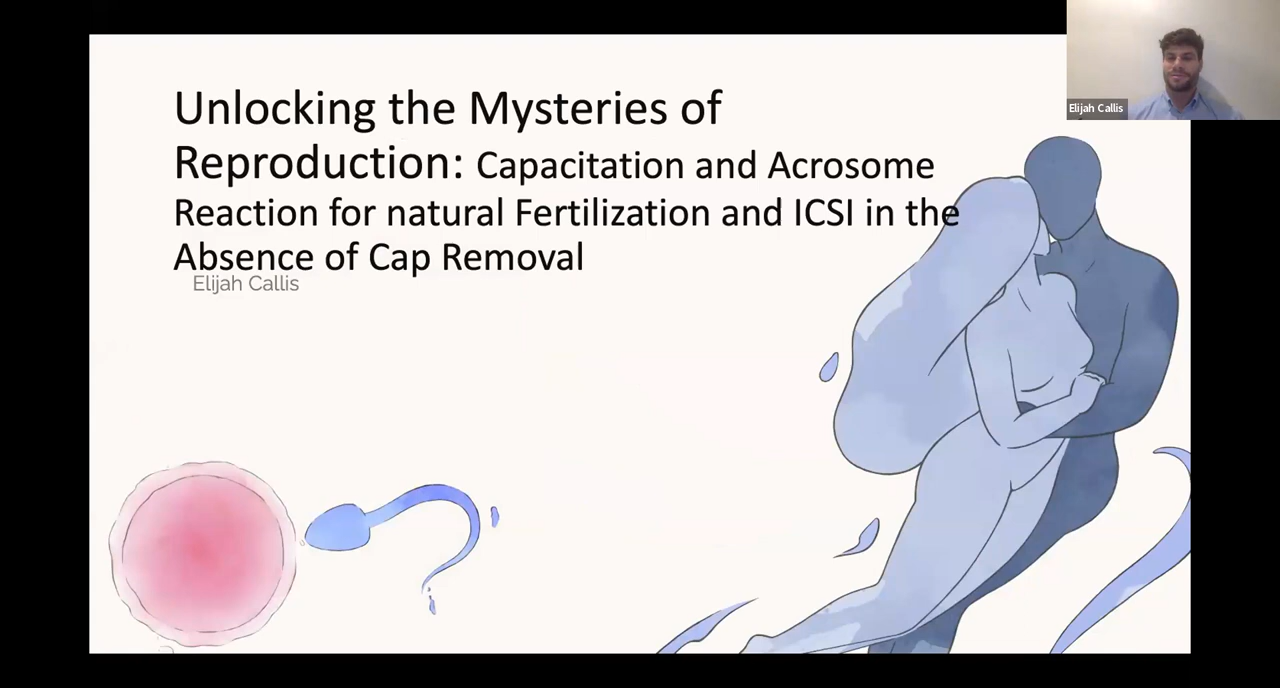 Unlocking the Mysteries of
Reproduction: Capacitation and Acrosome
Reaction for natural Fertilization and ICSI in the
Absence of Cap Removal
Elijah Callis
Elijah Callis